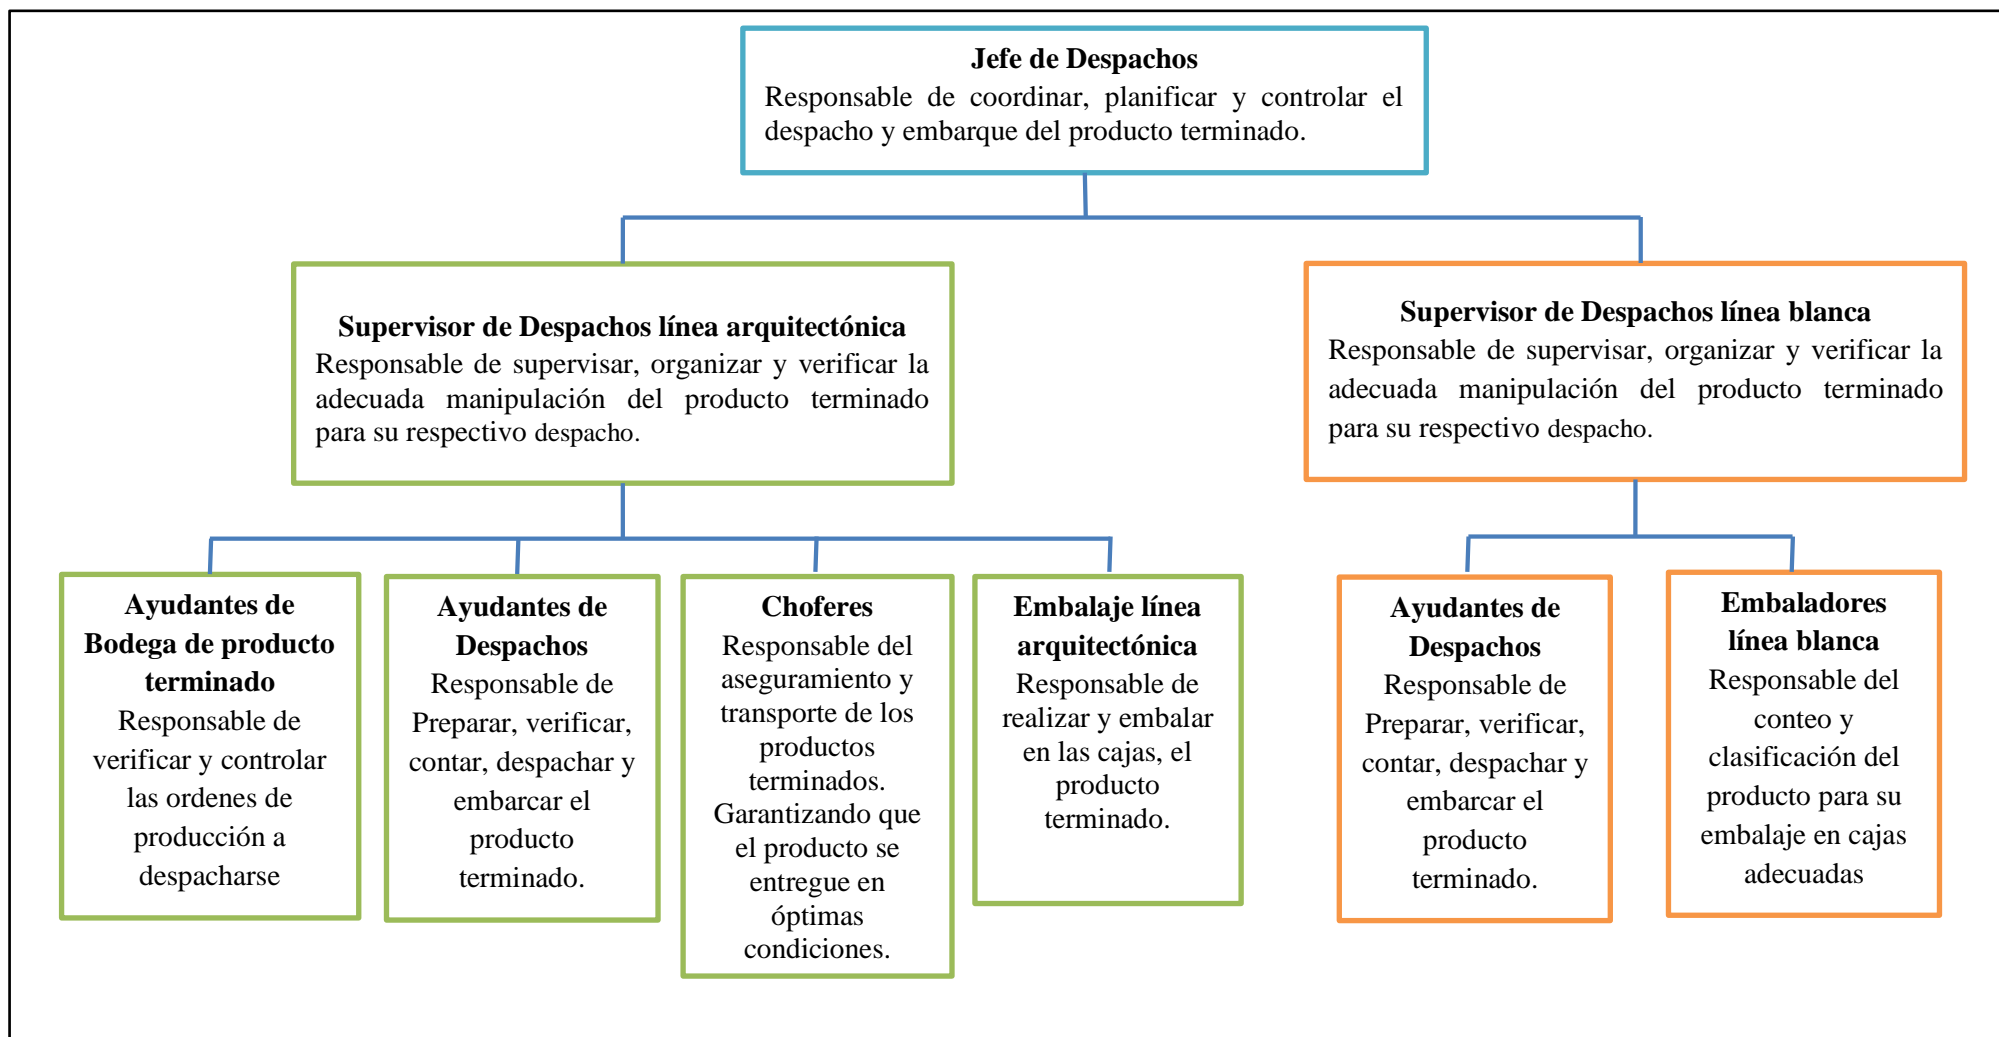 Jefe de Despachos
Responsable de coordinar, planificar y controlar el
despacho y embarque del producto terminado.
Supervisor de Despachos línea arquitectónica
Responsable de supervisar, organizar y verificar la
adecuada manipulación del producto terminado
para su respectivo despacho.
Supervisor de Despachos línea blanca
Responsable de supervisar, organizar y verificar la
adecuada manipulación del producto terminado
para su respectivo despacho.
Ayudantes de
Bodega de producto
terminado
Responsable de
verificar y controlar
las ordenes de
producción a
despacharse
Ayudantes de
Despachos
Responsable de
Preparar, verificar,
contar, despachar y
embarcar el
producto
terminado.
Choferes
Responsable del
aseguramiento y
transporte de los
productos
terminados.
Garantizando que
el producto se
entregue en
óptimas
condiciones.
Embalaje línea
arquitectónica
Responsable de
realizar y embalar
en las cajas, el
producto
terminado.
Ayudantes de
Despachos
Responsable de
Preparar, verificar,
contar, despachar y
embarcar el
producto
terminado.
Embaladores
línea blanca
Responsable del
conteo y
clasificación del
producto para su
embalaje en cajas
adecuadas